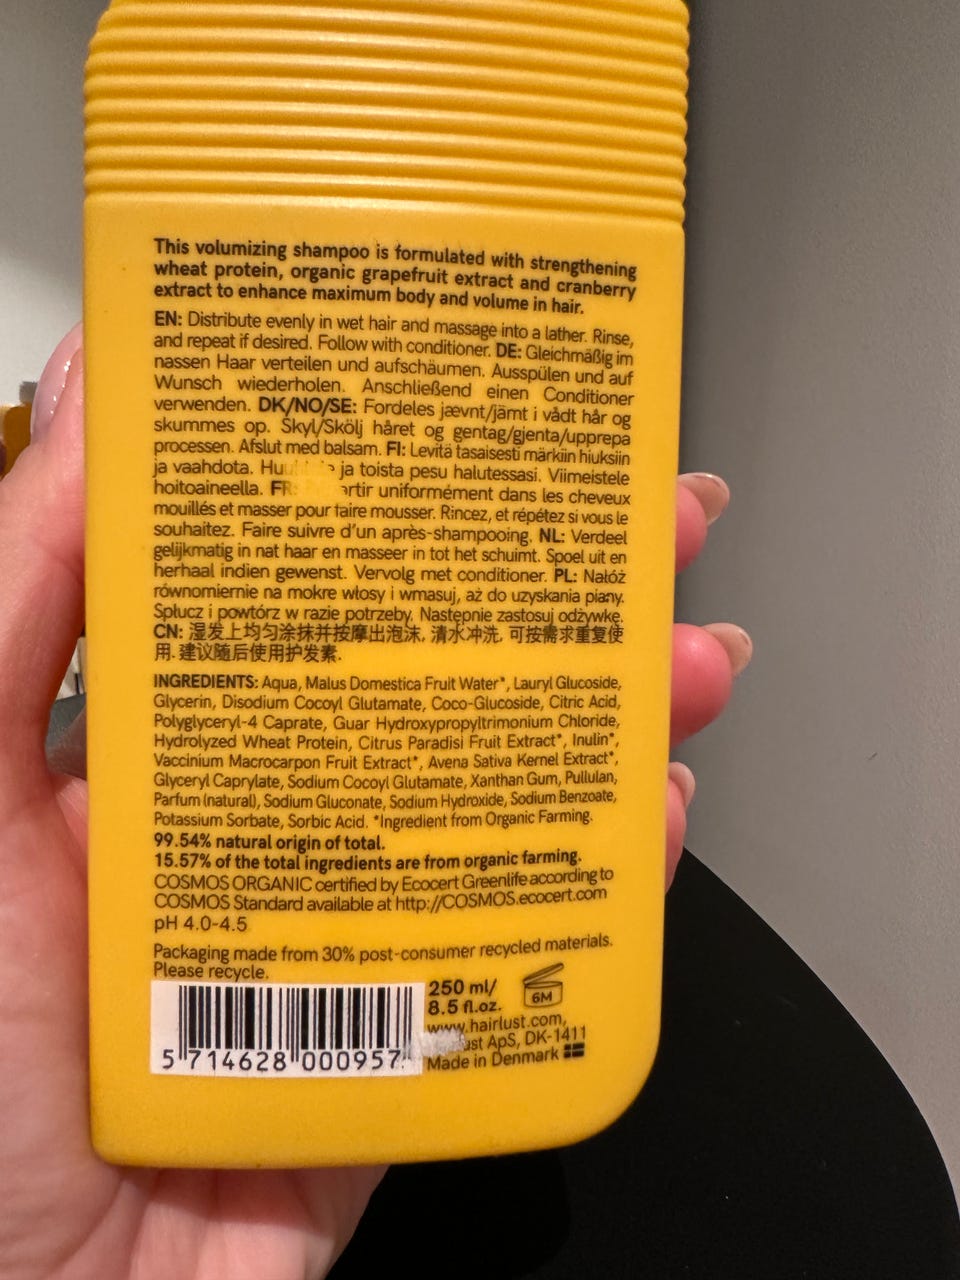 This volumizing shampoo is formulated with strengthening
wheat protein, organic grapefruit extract and cranberry
extract to enhance maximum body and volume in hair.
EN: Distribute evenly in wet hair and massage into a lather. Rinse,
and repeat if desired. Follow with conditioner. DE: Gleichmäßig im
nassen Haar verteilen und aufschäumen. Ausspülen und auf
Wunsch wiederholen. Anschließend einen Conditioner
verwenden. DK/NO/SE: Fordeles jævnt/jämt i vådt hår og
skummes op. Skyl/Skölj håret og gentag/gjenta/upprepa
processen. Afslut med balsam. FI: Levitä tasaisesti märkiin hiuksiin
ja vaahdota. ja toista pesu halutessasi. Viimeistele
hoitoaineella. FR: uniformément dans les cheveux
mouillés et masser pour faire mousser. Rincez, et répétez si vous le
souhaitez. Faire suivre d'un après-shampooing. NL: Verdeel
gelijkmatig in nat haar en masseer in tot het schuimt. Spoel uit en
herhaal indien gewenst. Vervolg met conditioner. PL: Nałóż
równomiernie na mokre włosy i wmasuj, aż do uzyskania piany.
Spłucz i powtórz w razie potrzeby. Następnie zastosuj odżywkę.
CN: 湿发上均匀涂抹并按摩出泡沫, 清水冲洗, 可按需求重复使
用. 建议随后使用护发素.
INGREDIENTS: Aqua, Malus Domestica Fruit Water*, Lauryl Glucoside,
Glycerin, Disodium Cocoyl Glutamate, Coco-Glucoside, Citric Acid,
Polyglyceryl-4 Caprate, Guar Hydroxypropyltrimonium Chloride,
Hydrolyzed Wheat Protein, Citrus Paradisi Fruit Extract*, Inulin*,
Vaccinium Macrocarpon Fruit Extract*, Avena Sativa Kernel Extract*,
Glyceryl Caprylate, Sodium Cocoyl Glutamate, Xanthan Gum, Pullulan,
Parfum (natural), Sodium Gluconate, Sodium Hydroxide, Sodium Benzoate,
Potassium Sorbate, Sorbic Acid. *Ingredient from Organic Farming.
99.54% natural origin of total.
15.57% of the total ingredients are from organic farming.
COSMOS ORGANIC certified by Ecocert Greenlife according to
COSMOS Standard available at http://COSMOS.ecocert.com
pH 4.0-4.5
Packaging made from 30% post-consumer recycled materials.
Please recycle.
250 ml/
8.5 fl.oz.
6M
www.hairlust.com,
ApS, DK-1411
Made in Denmark
5 714628 000957